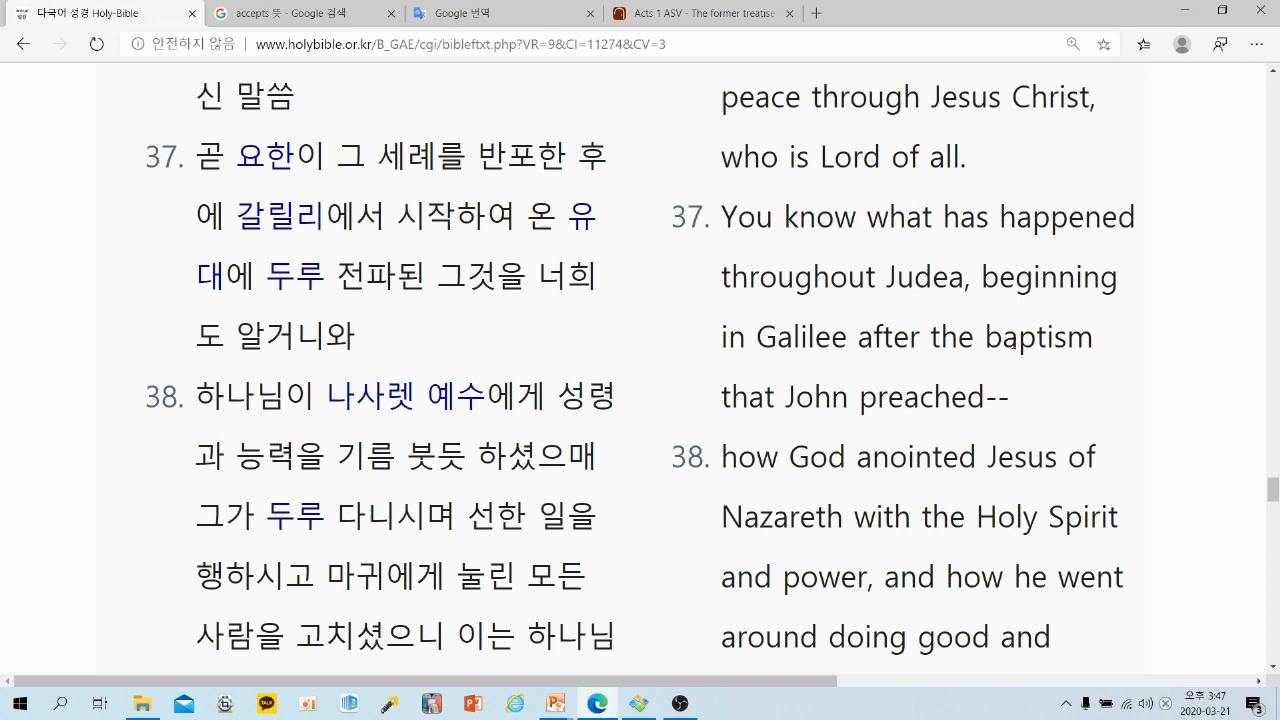 다국어 성경 Holy-Bible
accepts 뜻 - Google 검색
Google 번역
Acts 1 ASV - The former treatise
안전하지 않음
www.holybible.or.kr/B_GAE/cgi/bibleftxt.php?VR=9&CI=11274&CV=3
신 말씀
37. 곧 요한이 그 세례를 반포한 후
에 갈릴리에서 시작하여 온 유
대에 두루 전파된 그것을 너희
도 알거니와
38. 하나님이 나사렛 예수에게 성령
과 능력을 기름 붓듯 하셨으매
그가 두루 다니시며 선한 일을
행하시고 마귀에게 눌린 모든
사람을 고치셨으니 이는 하나님
peace through Jesus Christ,
who is Lord of all.
37. You know what has happened
throughout Judea, beginning
in Galilee after the baptism
that John preached--
38. how God anointed Jesus of
Nazareth with the Holy Spirit
and power, and how he went
around doing good and
TALK
오후 3:47
2020-03-21
3